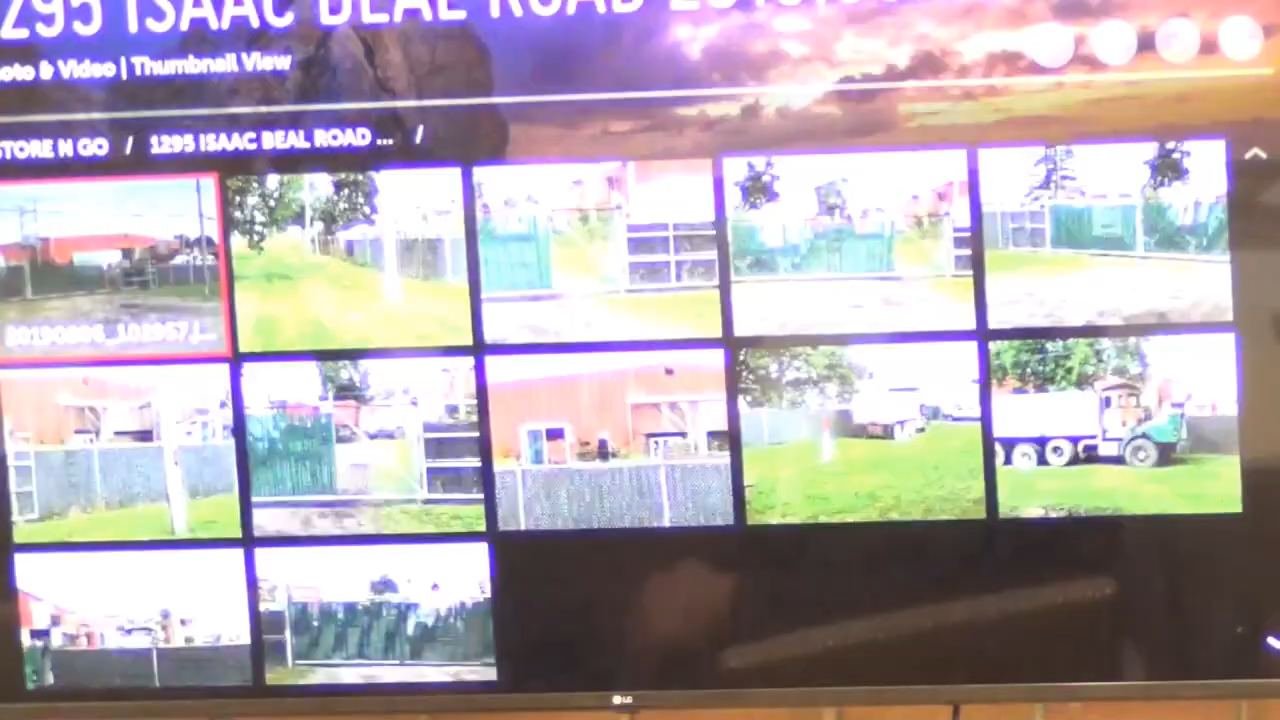 295 ISAAC BEAL ROAD
oto & Video | Thumbnail View
STORE N GO / 1295 ISAAC BEAL ROAD ... /
LG